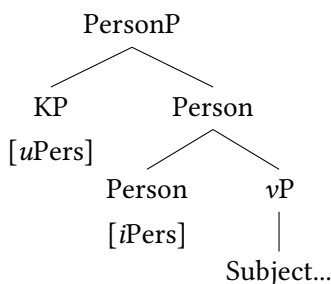 PersonP
KP Person
[uPers]
Person vP
[iPers]
Subject...